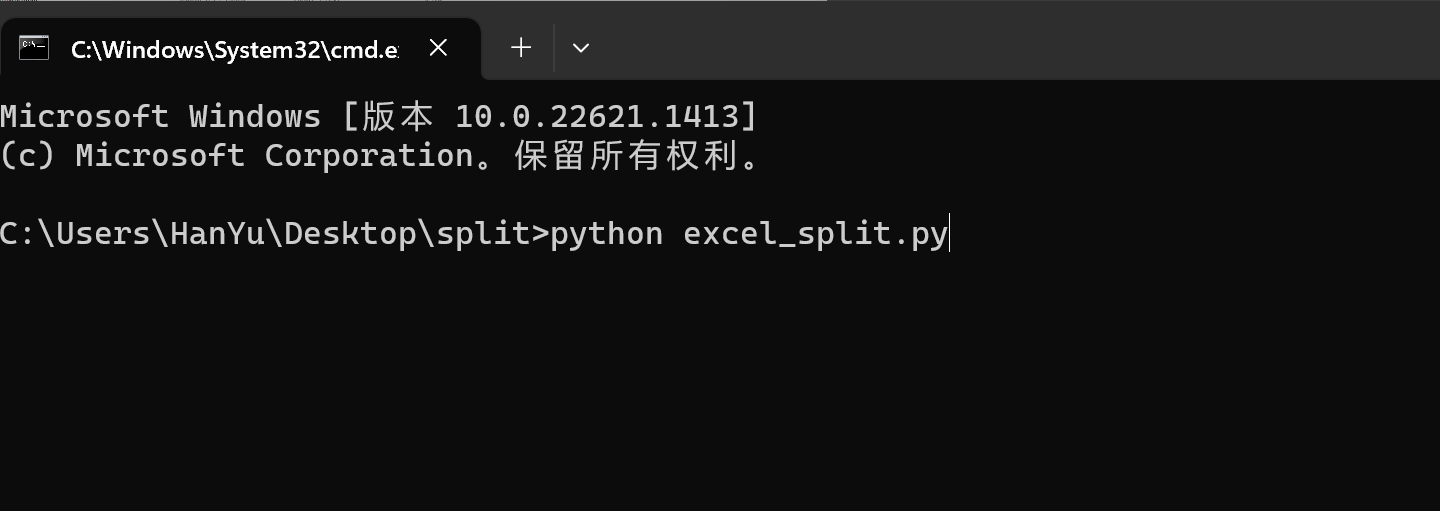 C:\Windows\System32\cmd.e
Microsoft Windows [版本 10.0.22621.1413]
(c) Microsoft Corporation。保留所有权利。
C:\Users\HanYu\Desktop\split>python excel_split.py